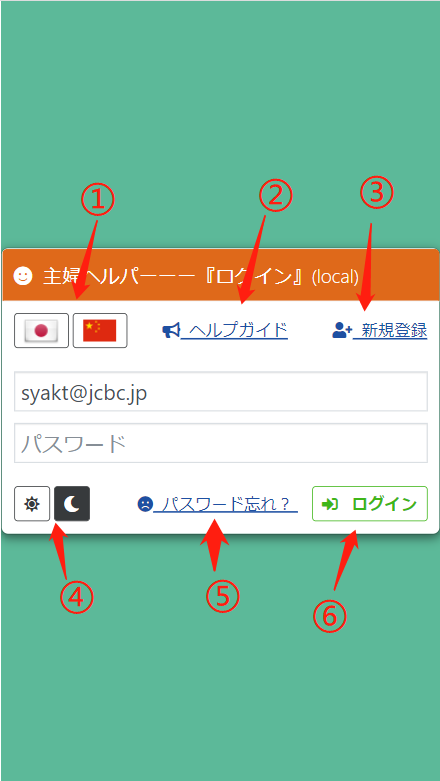 ① ② ③
主婦ヘルパーーー『ログイン』(local)
ヘルプガイド 新規登録
syakt@jcbc.jp
パスワード
パスワード忘れ？ ログイン
④ ⑤ ⑥